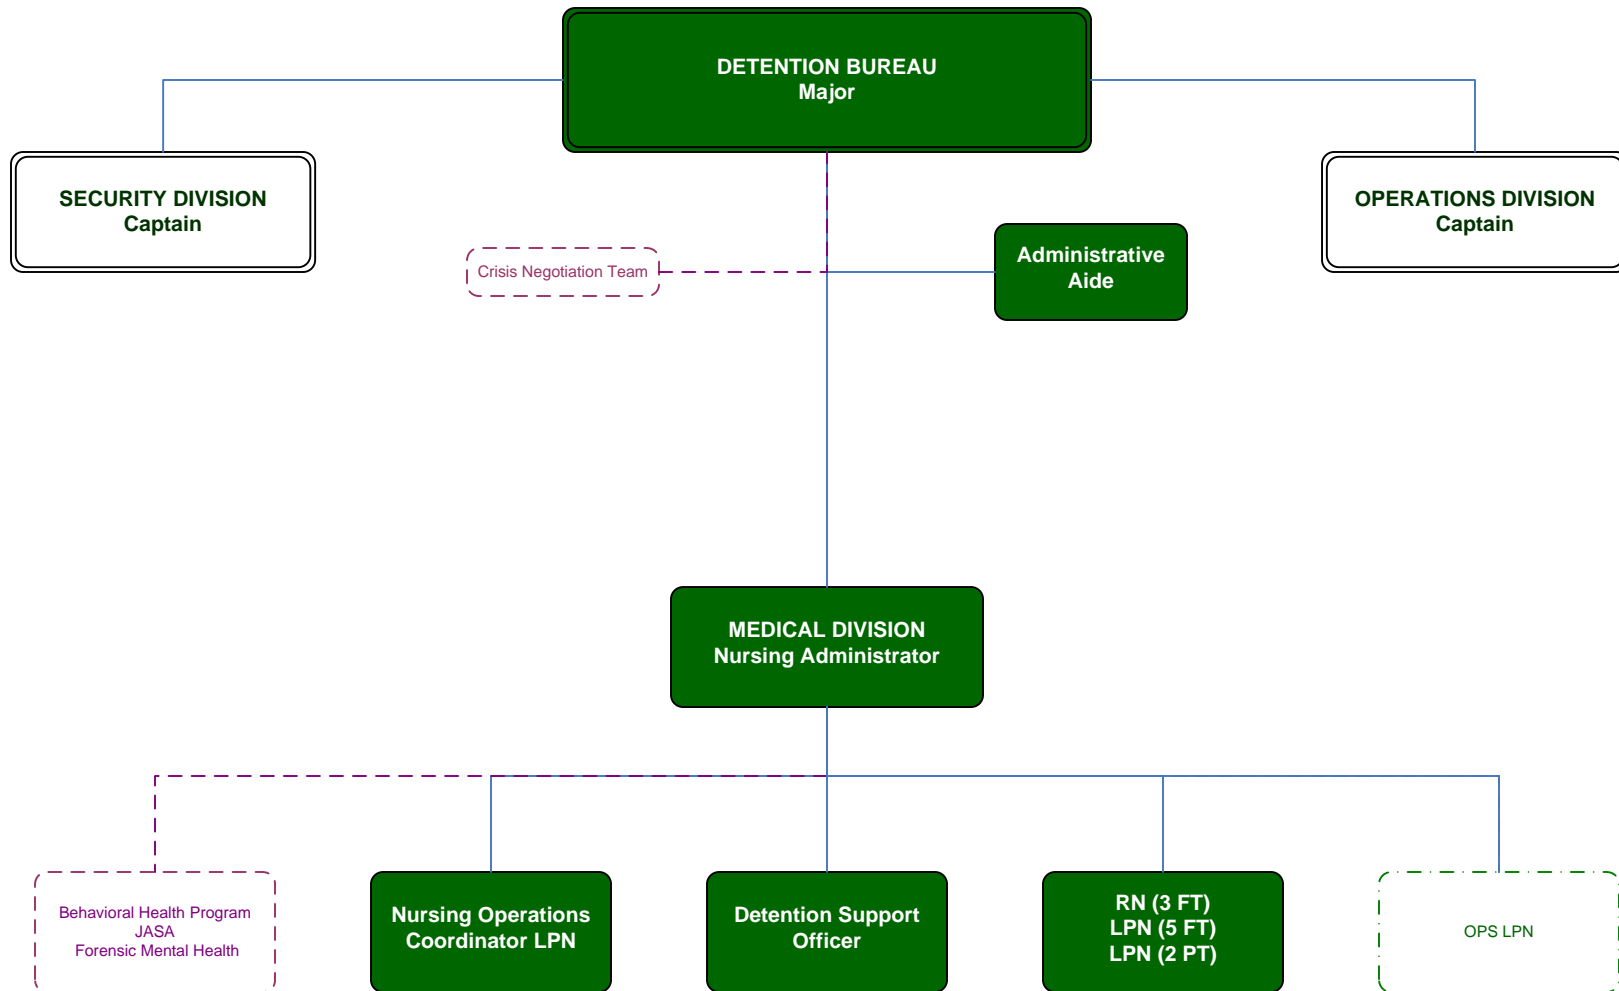 DETENTION BUREAU
Major
SECURITY DIVISION
Captain
OPERATIONS DIVISION
Captain
Crisis Negotiation Team
Administrative
Aide
MEDICAL DIVISION
Nursing Administrator
Behavioral Health Program
JASA
Forensic Mental Health
Nursing Operations
Coordinator LPN
Detention Support
Officer
RN (3 FT)
LPN (5 FT)
LPN (2 PT)
OPS LPN